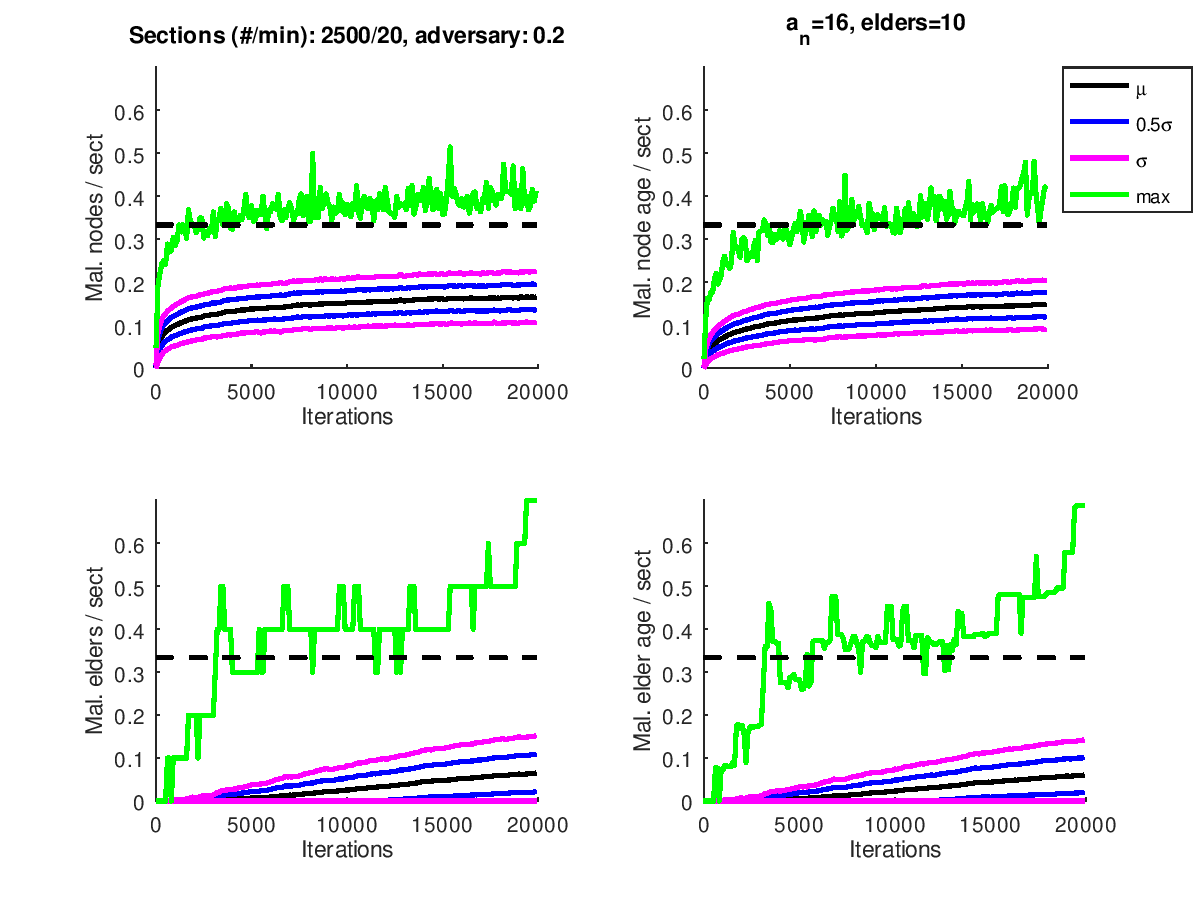 Sections (#/min): 2500/20, adversary: 0.2
a_n=16, elders=10
μ
0.5σ
σ
max
Mal. nodes / sect
0.6
0.5
0.4
0.3
0.2
0.1
0
0 5000 10000 15000 20000
Iterations
Mal. node age / sect
0.6
0.5
0.4
0.3
0.2
0.1
0
0 5000 10000 15000 20000
Iterations
Mal. elders / sect
0.6
0.5
0.4
0.3
0.2
0.1
0
0 5000 10000 15000 20000
Iterations
Mal. elder age / sect
0.6
0.5
0.4
0.3
0.2
0.1
0
0 5000 10000 15000 20000
Iterations